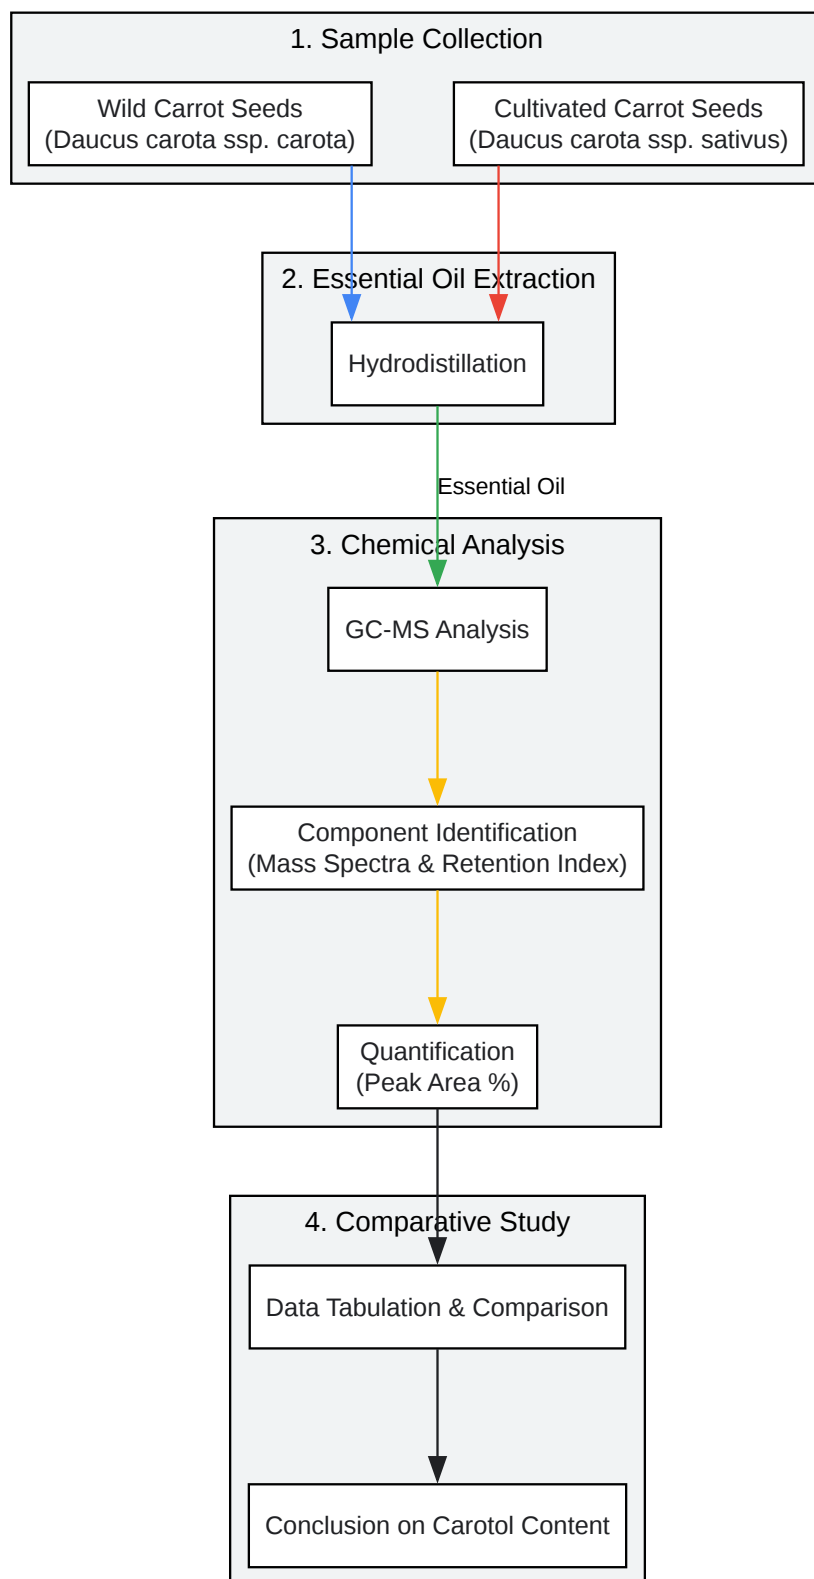 1. Sample Collection
Wild Carrot Seeds
(Daucus carota ssp. carota)
Cultivated Carrot Seeds
(Daucus carota ssp. sativus)
2. Essential Oil Extraction
Hydrodistillation
Essential Oil
3. Chemical Analysis
GC-MS Analysis
Component Identification
(Mass Spectra & Retention Index)
Quantification
(Peak Area %)
4. Comparative Study
Data Tabulation & Comparison
Conclusion on Carotol Content